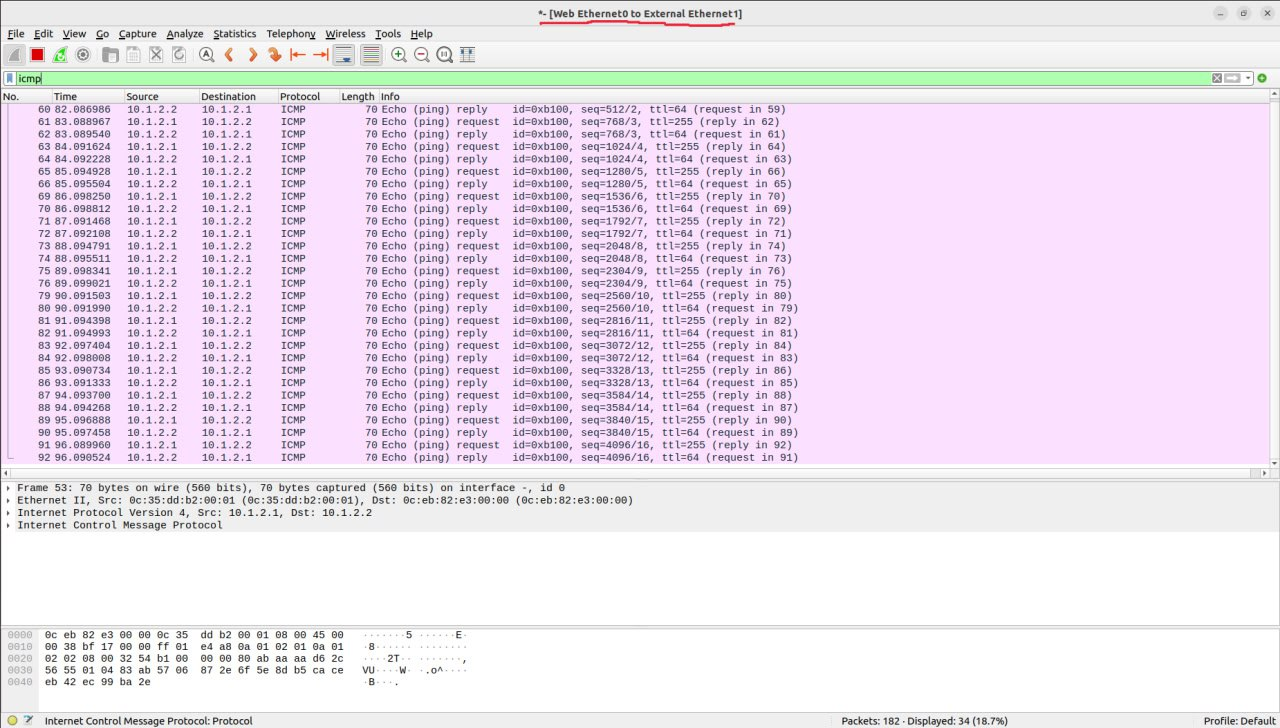 *- [Web Ethernet0 to External Ethernet1]
File Edit View Go Capture Analyze Statistics Telephony Wireless Tools Help
icmp
No. Time Source Destination Protocol Length Info
60 82.086986 10.1.2.2 10.1.2.1 ICMP 70 Echo (ping) reply id=0xb100, seq=512/2, ttl=64 (request in 59)
61 83.088967 10.1.2.1 10.1.2.2 ICMP 70 Echo (ping) request id=0xb100, seq=768/3, ttl=255 (reply in 62)
62 83.089540 10.1.2.2 10.1.2.1 ICMP 70 Echo (ping) reply id=0xb100, seq=768/3, ttl=64 (request in 61)
63 84.091624 10.1.2.1 10.1.2.2 ICMP 70 Echo (ping) request id=0xb100, seq=1024/4, ttl=255 (reply in 64)
64 84.092228 10.1.2.2 10.1.2.1 ICMP 70 Echo (ping) reply id=0xb100, seq=1024/4, ttl=64 (request in 63)
65 85.094928 10.1.2.1 10.1.2.2 ICMP 70 Echo (ping) request id=0xb100, seq=1280/5, ttl=255 (reply in 66)
66 85.095504 10.1.2.2 10.1.2.1 ICMP 70 Echo (ping) reply id=0xb100, seq=1280/5, ttl=64 (request in 65)
69 86.098250 10.1.2.1 10.1.2.2 ICMP 70 Echo (ping) request id=0xb100, seq=1536/6, ttl=255 (reply in 70)
70 86.098812 10.1.2.2 10.1.2.1 ICMP 70 Echo (ping) reply id=0xb100, seq=1536/6, ttl=64 (request in 69)
71 87.091468 10.1.2.1 10.1.2.2 ICMP 70 Echo (ping) request id=0xb100, seq=1792/7, ttl=255 (reply in 72)
72 87.092108 10.1.2.2 10.1.2.1 ICMP 70 Echo (ping) reply id=0xb100, seq=1792/7, ttl=64 (request in 71)
73 88.094791 10.1.2.1 10.1.2.2 ICMP 70 Echo (ping) request id=0xb100, seq=2048/8, ttl=255 (reply in 74)
74 88.095511 10.1.2.2 10.1.2.1 ICMP 70 Echo (ping) reply id=0xb100, seq=2048/8, ttl=64 (request in 73)
75 89.098341 10.1.2.1 10.1.2.2 ICMP 70 Echo (ping) request id=0xb100, seq=2304/9, ttl=255 (reply in 76)
76 89.099021 10.1.2.2 10.1.2.1 ICMP 70 Echo (ping) reply id=0xb100, seq=2304/9, ttl=64 (request in 75)
79 90.091503 10.1.2.1 10.1.2.2 ICMP 70 Echo (ping) request id=0xb100, seq=2560/10, ttl=255 (reply in 80)
80 90.091990 10.1.2.2 10.1.2.1 ICMP 70 Echo (ping) reply id=0xb100, seq=2560/10, ttl=64 (request in 79)
81 91.094398 10.1.2.1 10.1.2.2 ICMP 70 Echo (ping) request id=0xb100, seq=2816/11, ttl=255 (reply in 82)
82 91.094993 10.1.2.2 10.1.2.1 ICMP 70 Echo (ping) reply id=0xb100, seq=2816/11, ttl=64 (request in 81)
83 92.097404 10.1.2.1 10.1.2.2 ICMP 70 Echo (ping) request id=0xb100, seq=3072/12, ttl=255 (reply in 84)
84 92.098008 10.1.2.2 10.1.2.1 ICMP 70 Echo (ping) reply id=0xb100, seq=3072/12, ttl=64 (request in 83)
85 93.090734 10.1.2.1 10.1.2.2 ICMP 70 Echo (ping) request id=0xb100, seq=3328/13, ttl=255 (reply in 86)
86 93.091333 10.1.2.2 10.1.2.1 ICMP 70 Echo (ping) reply id=0xb100, seq=3328/13, ttl=64 (request in 85)
87 94.093700 10.1.2.1 10.1.2.2 ICMP 70 Echo (ping) request id=0xb100, seq=3584/14, ttl=255 (reply in 88)
88 94.094268 10.1.2.2 10.1.2.1 ICMP 70 Echo (ping) reply id=0xb100, seq=3584/14, ttl=64 (request in 87)
89 95.096888 10.1.2.1 10.1.2.2 ICMP 70 Echo (ping) request id=0xb100, seq=3840/15, ttl=255 (reply in 90)
90 95.097458 10.1.2.2 10.1.2.1 ICMP 70 Echo (ping) reply id=0xb100, seq=3840/15, ttl=64 (request in 89)
91 96.089960 10.1.2.1 10.1.2.2 ICMP 70 Echo (ping) request id=0xb100, seq=4096/16, ttl=255 (reply in 92)
92 96.090524 10.1.2.2 10.1.2.1 ICMP 70 Echo (ping) reply id=0xb100, seq=4096/16, ttl=64 (request in 91)
Frame 53: 70 bytes on wire (560 bits), 70 bytes captured (560 bits) on interface -, id 0
Ethernet II, Src: 0c:35:dd:b2:00:01 (0c:35:dd:b2:00:01), Dst: 0c:eb:82:e3:00:00 (0c:eb:82:e3:00:00)
Internet Protocol Version 4, Src: 10.1.2.1, Dst: 10.1.2.2
Internet Control Message Protocol
0000 0c eb 82 e3 00 00 0c 35 dd b2 00 01 08 00 45 00 ·······5 ······E·
0010 00 38 bf 17 00 00 ff 01 e4 a8 0a 01 02 01 0a 01 ·8······ ········
0020 02 02 08 00 32 54 b1 00 00 00 80 ab aa aa d6 2c ····2T·· ·······,
0030 56 55 01 04 83 ab 57 06 87 2e 6f 5e 8d b5 ca ce VU····W· ·.o^····
0040 eb 42 ec 99 ba 2e ·B···.
Internet Control Message Protocol: Protocol
Packets: 182 · Displayed: 34 (18.7%)
Profile: Default